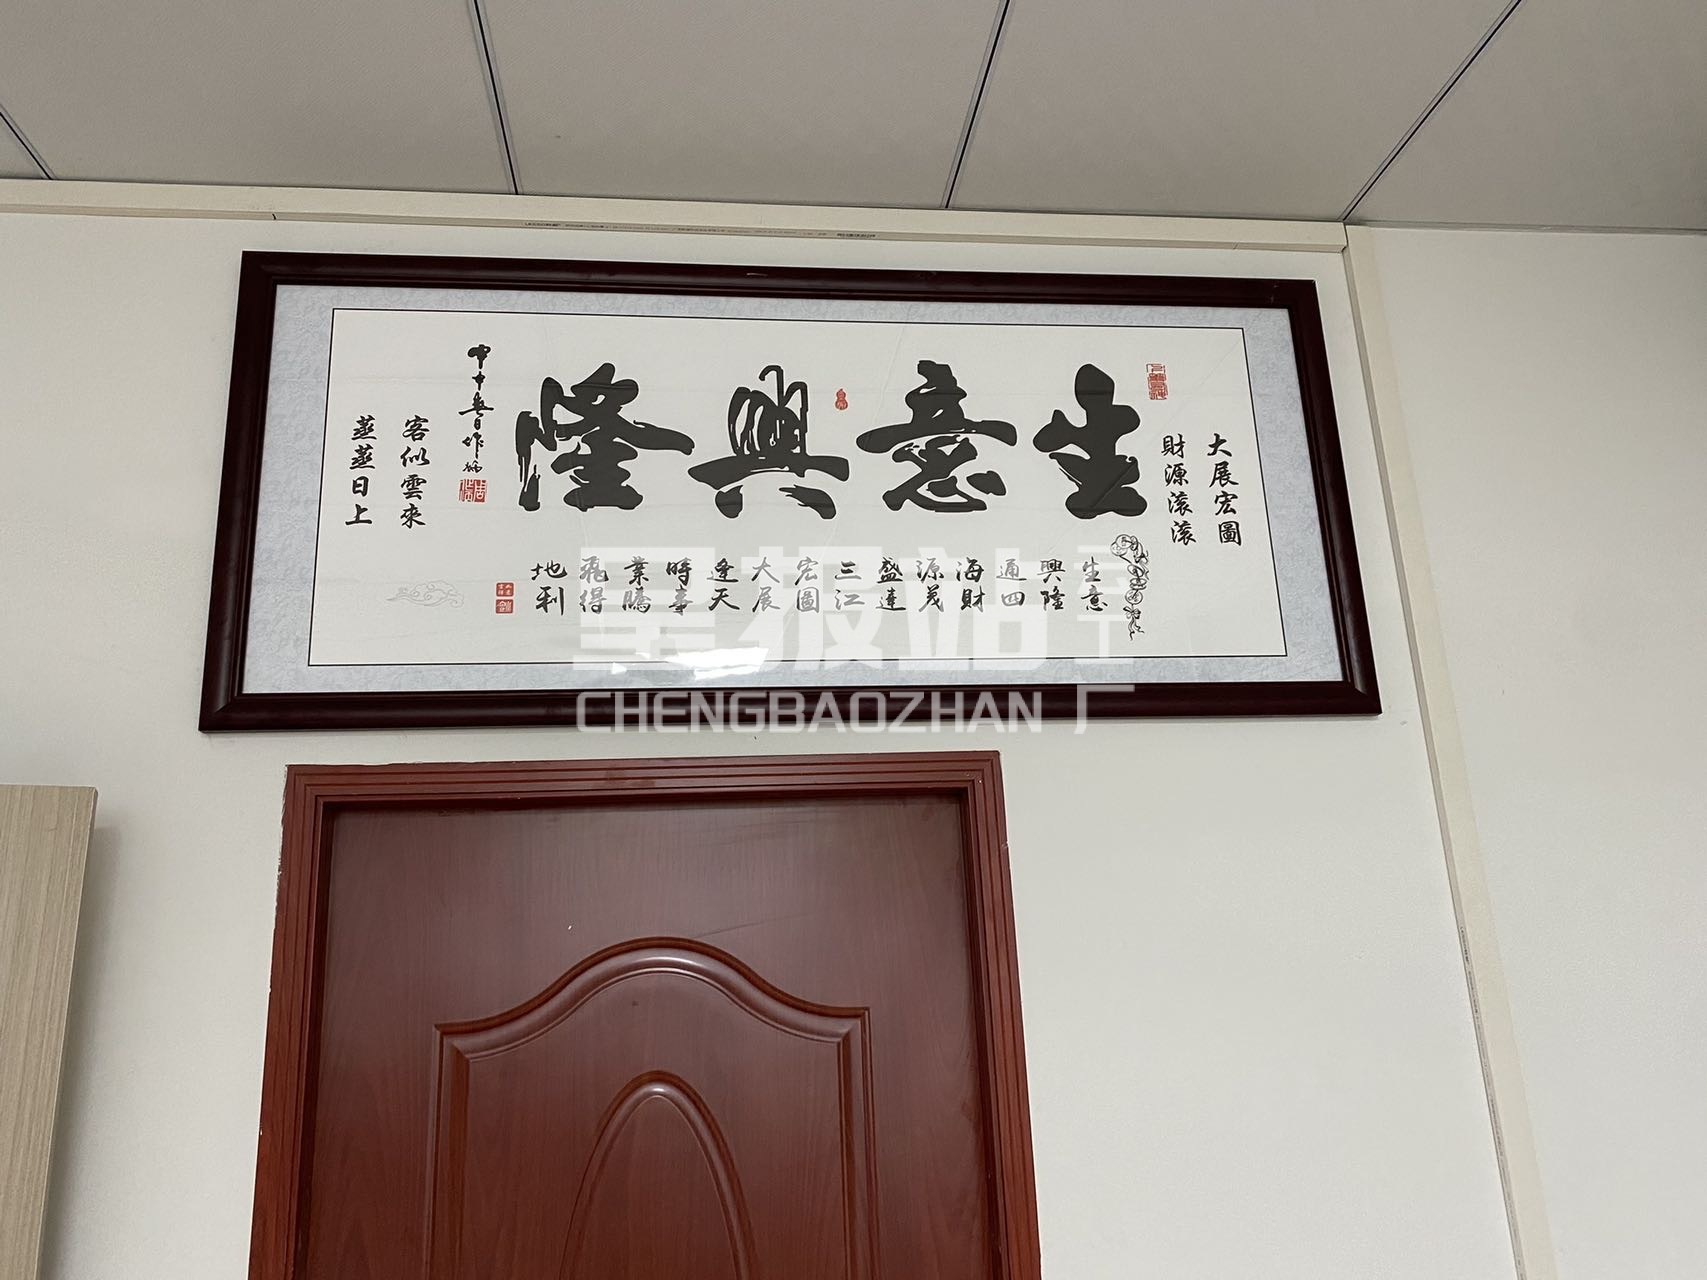 大展宏圖
財源滚滚
生意興隆
客似雲來
蒸蒸日上
生意
興隆
通四
海財
源茂
盛達
三江
宏圖
大展
逢天
時事
業騰
飛得
地利
CHENGBAOZHAN